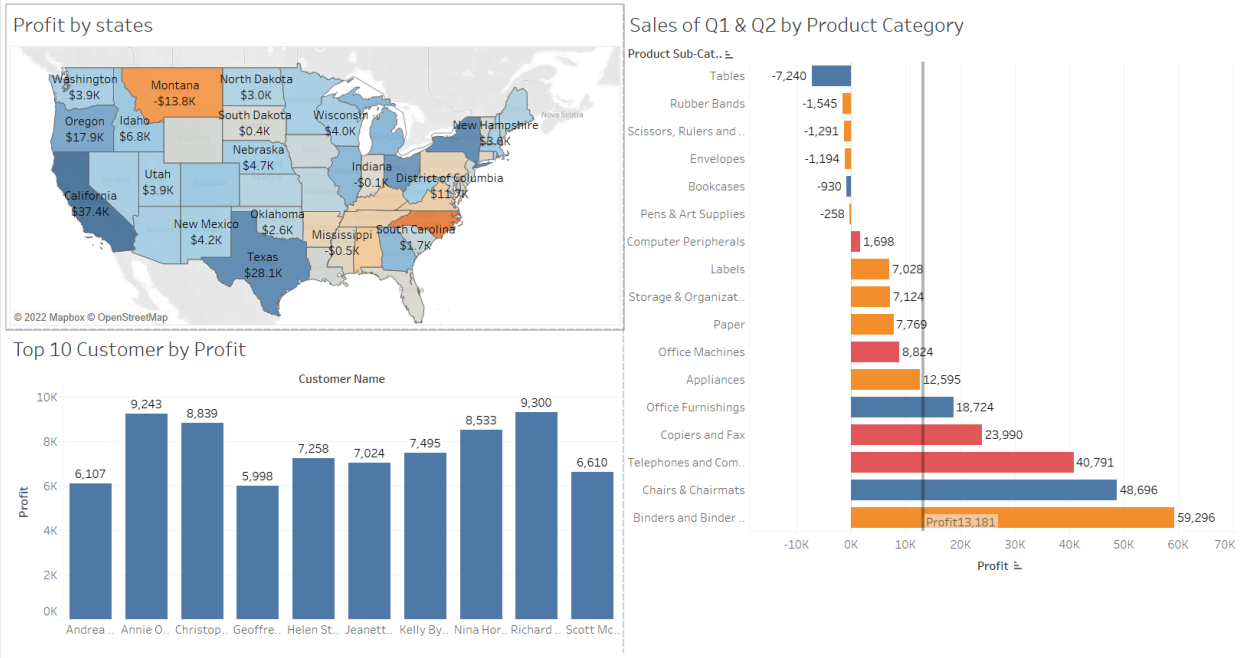 Profit by states
Washington
$3.9K
Montana
-$13.8K
North Dakota
$3.0K
Oregon
$17.9K
Idaho
$6.8K
South Dakota
$0.4K
Wisconsin
$4.0K
New Hampshire
$3.6K
Nova Scotia
Nebraska
$4.7K
Utah
$3.9K
Indiana
-$0.1K
District of Columbia
$11.7K
California
$37.4K
New Mexico
$4.2K
Oklahoma
$2.6K
Mississippi
-$0.5K
South Carolina
$1.7K
Texas
$28.1K
© 2022 Mapbox © OpenStreetMap
Top 10 Customer by Profit
Customer Name
Profit
10K
8K
6K
4K
2K
0K
6,107
9,243
8,839
5,998
7,258
7,024
7,495
8,533
9,300
6,610
Andrea .. Annie O.. Christop.. Geoffre.. Helen St.. Jeanett.. Kelly By.. Nina Hor.. Richard .. Scott Mc..
Sales of Q1 & Q2 by Product Category
Product Sub-Cat..
Tables -7,240
Rubber Bands -1,545
Scissors, Rulers and .. -1,291
Envelopes -1,194
Bookcases -930
Pens & Art Supplies -258
Computer Peripherals 1,698
Labels 7,028
Storage & Organizat.. 7,124
Paper 7,769
Office Machines 8,824
Appliances 12,595
Office Furnishings 18,724
Copiers and Fax 23,990
Telephones and Com.. 40,791
Chairs & Chairmats 48,696
Binders and Binder .. 59,296
Profit13,181
-10K 0K 10K 20K 30K 40K 50K 60K 70K
Profit